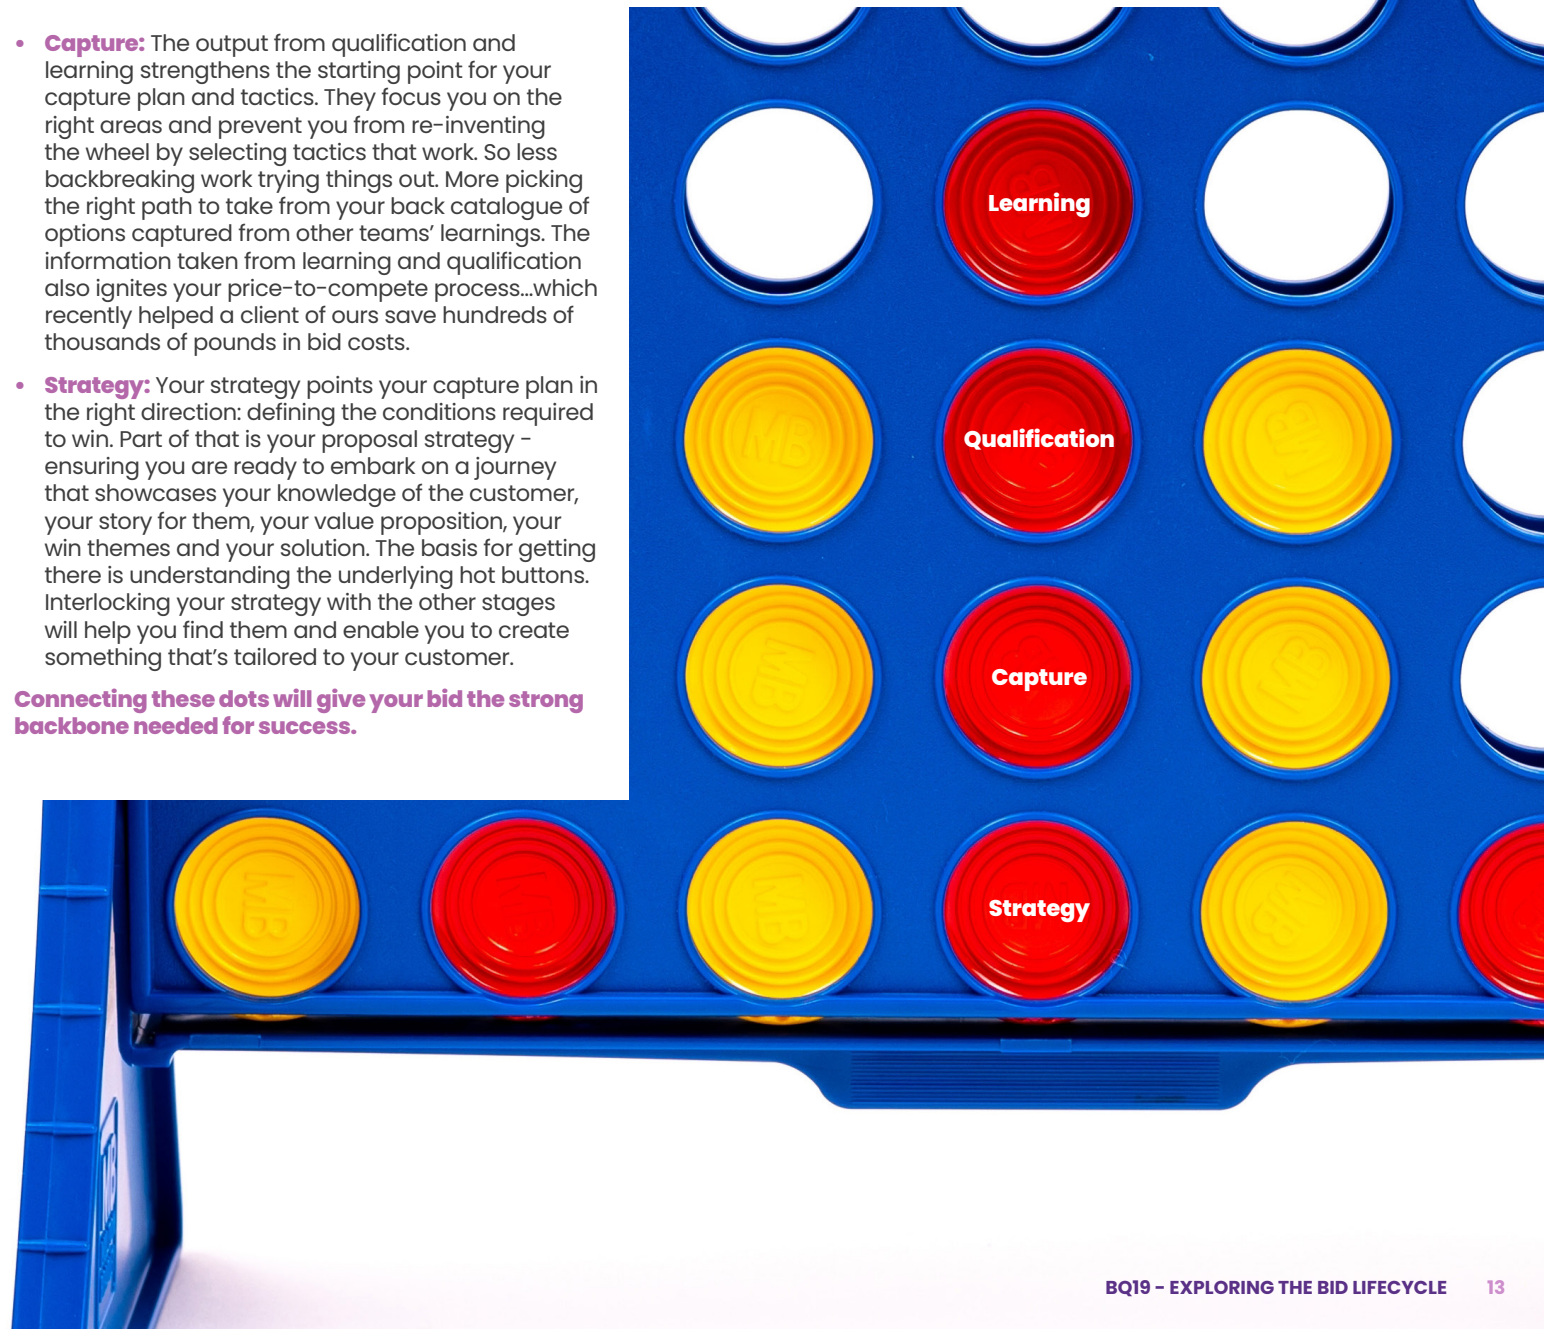 • Capture: The output from qualification and
learning strengthens the starting point for your
capture plan and tactics. They focus you on the
right areas and prevent you from re-inventing
the wheel by selecting tactics that work. So less
backbreaking work trying things out. More picking
the right path to take from your back catalogue of
options captured from other teams’ learnings. The
information taken from learning and qualification
also ignites your price-to-compete process…which
recently helped a client of ours save hundreds of
thousands of pounds in bid costs.
• Strategy: Your strategy points your capture plan in
the right direction: defining the conditions required
to win. Part of that is your proposal strategy -
ensuring you are ready to embark on a journey
that showcases your knowledge of the customer,
your story for them, your value proposition, your
win themes and your solution. The basis for getting
there is understanding the underlying hot buttons.
Interlocking your strategy with the other stages
will help you find them and enable you to create
something that’s tailored to your customer.
Connecting these dots will give your bid the strong
backbone needed for success.
Learning
MB
Qualification
MB
MB
Capture
MB
MB
MB
MB
Strategy
MB
MB
BQ19 - EXPLORING THE BID LIFECYCLE 13